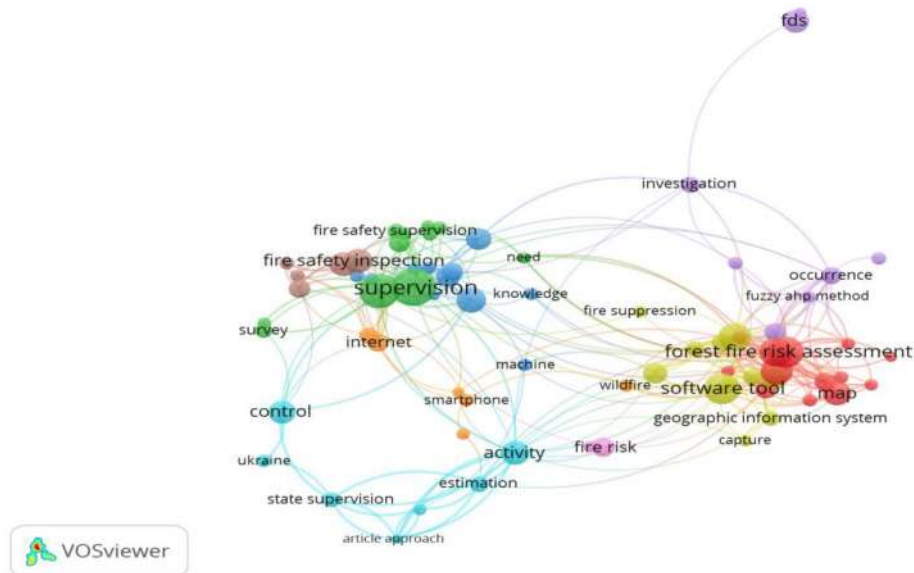 fds
investigation
fire safety supervision
fire safety inspection
need
occurrence
supervision
knowledge
fuzzy ahp method
fire suppression
survey
internet
forest fire risk assessment
machine
wildfire
software tool
map
smartphone
control
geographic information system
capture
activity
fire risk
ukraine
estimation
state supervision
article approach
VOSviewer